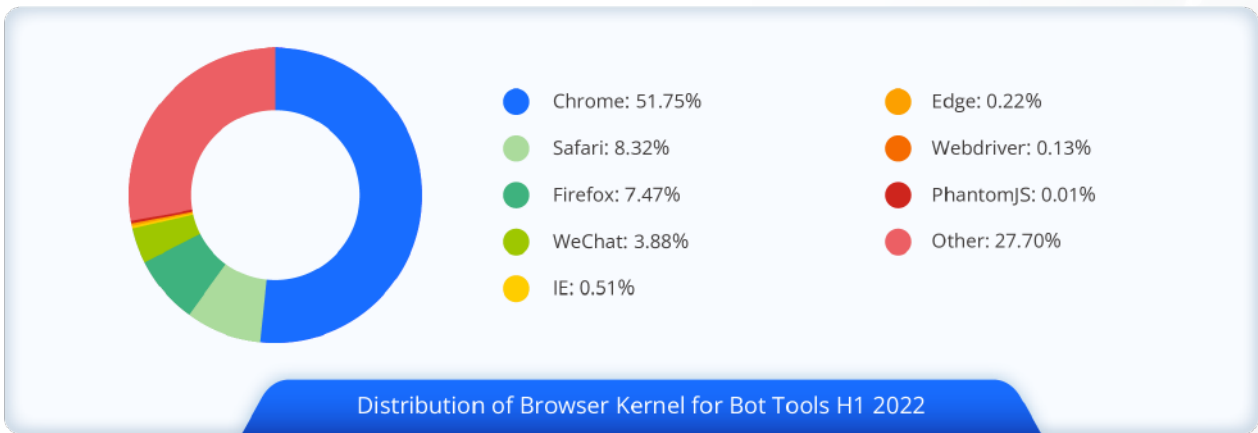 Chrome: 51.75%
Safari: 8.32%
Firefox: 7.47%
WeChat: 3.88%
IE: 0.51%
Edge: 0.22%
Webdriver: 0.13%
PhantomJS: 0.01%
Other: 27.70%
Distribution of Browser Kernel for Bot Tools H1 2022